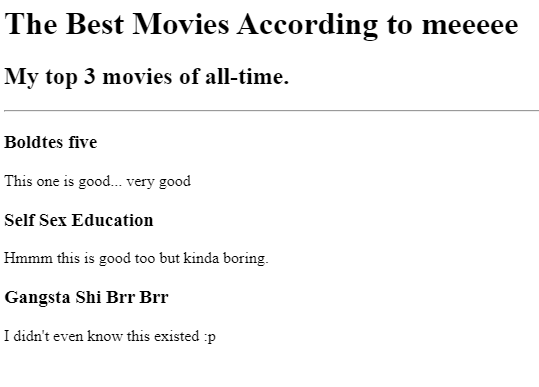 The Best Movies According to meeeee
My top 3 movies of all-time.
Boldtes five
This one is good... very good
Self Sex Education
Hmmm this is good too but kinda boring.
Gangsta Shi Brr Brr
I didn't even know this existed :p